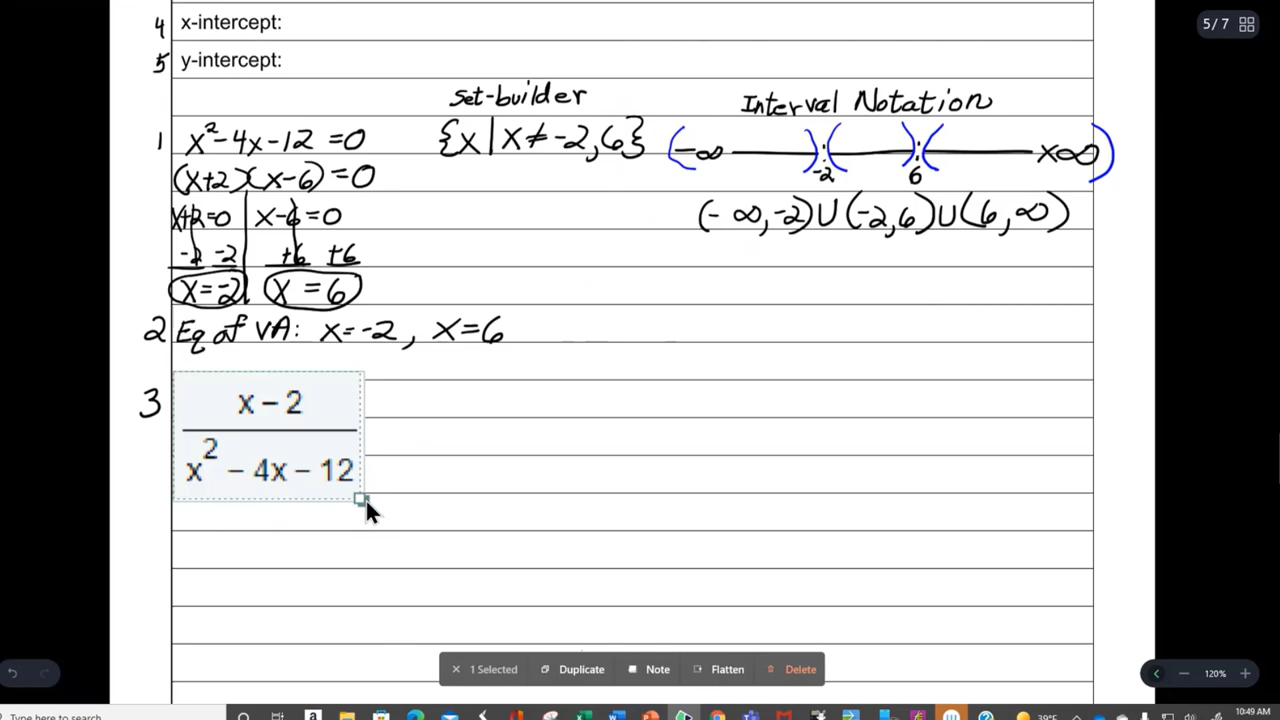 5/7
4 x-intercept:
5 y-intercept:
Set-builder Interval Notation
1 x²-4x-12=0 {x|x≠-2,6} (-∞ )( )( x∞)
-2 6
(x+2)(x-6)=0
x+2=0 x-6=0 (-∞,-2)∪(-2,6)∪(6,∞)
-2 -2 +6 +6
x=-2 x=6
2 Eq of VA: x=-2, x=6
3 x - 2
x² - 4x - 12
× 1 Selected Duplicate Note Flatten Delete
120%
Type here to search 39°F 10:49 AM